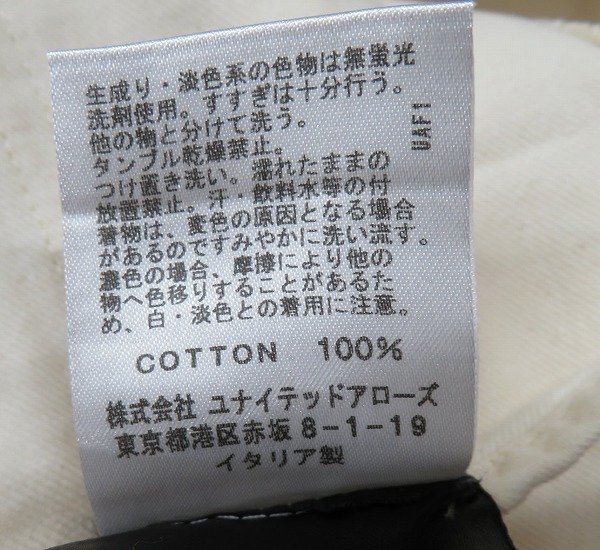 生成り・淡色系の色物は無蛍光
洗剤使用。すすぎは十分行う。
他の物と分けて洗う。
タンブル乾燥禁止。
つけ置き洗い。濡れたままの
放置禁止。汗・飲料水等の付
着物は、変色の原因となる場合
があるのですみやかに洗い流す。
濃色の場合、摩擦により他の
物へ色移りすることがあるた
め、白・淡色との着用に注意。
UAF1
COTTON 100%
株式会社 ユナイテッドアローズ
東京都港区赤坂 8-1-19
イタリア製